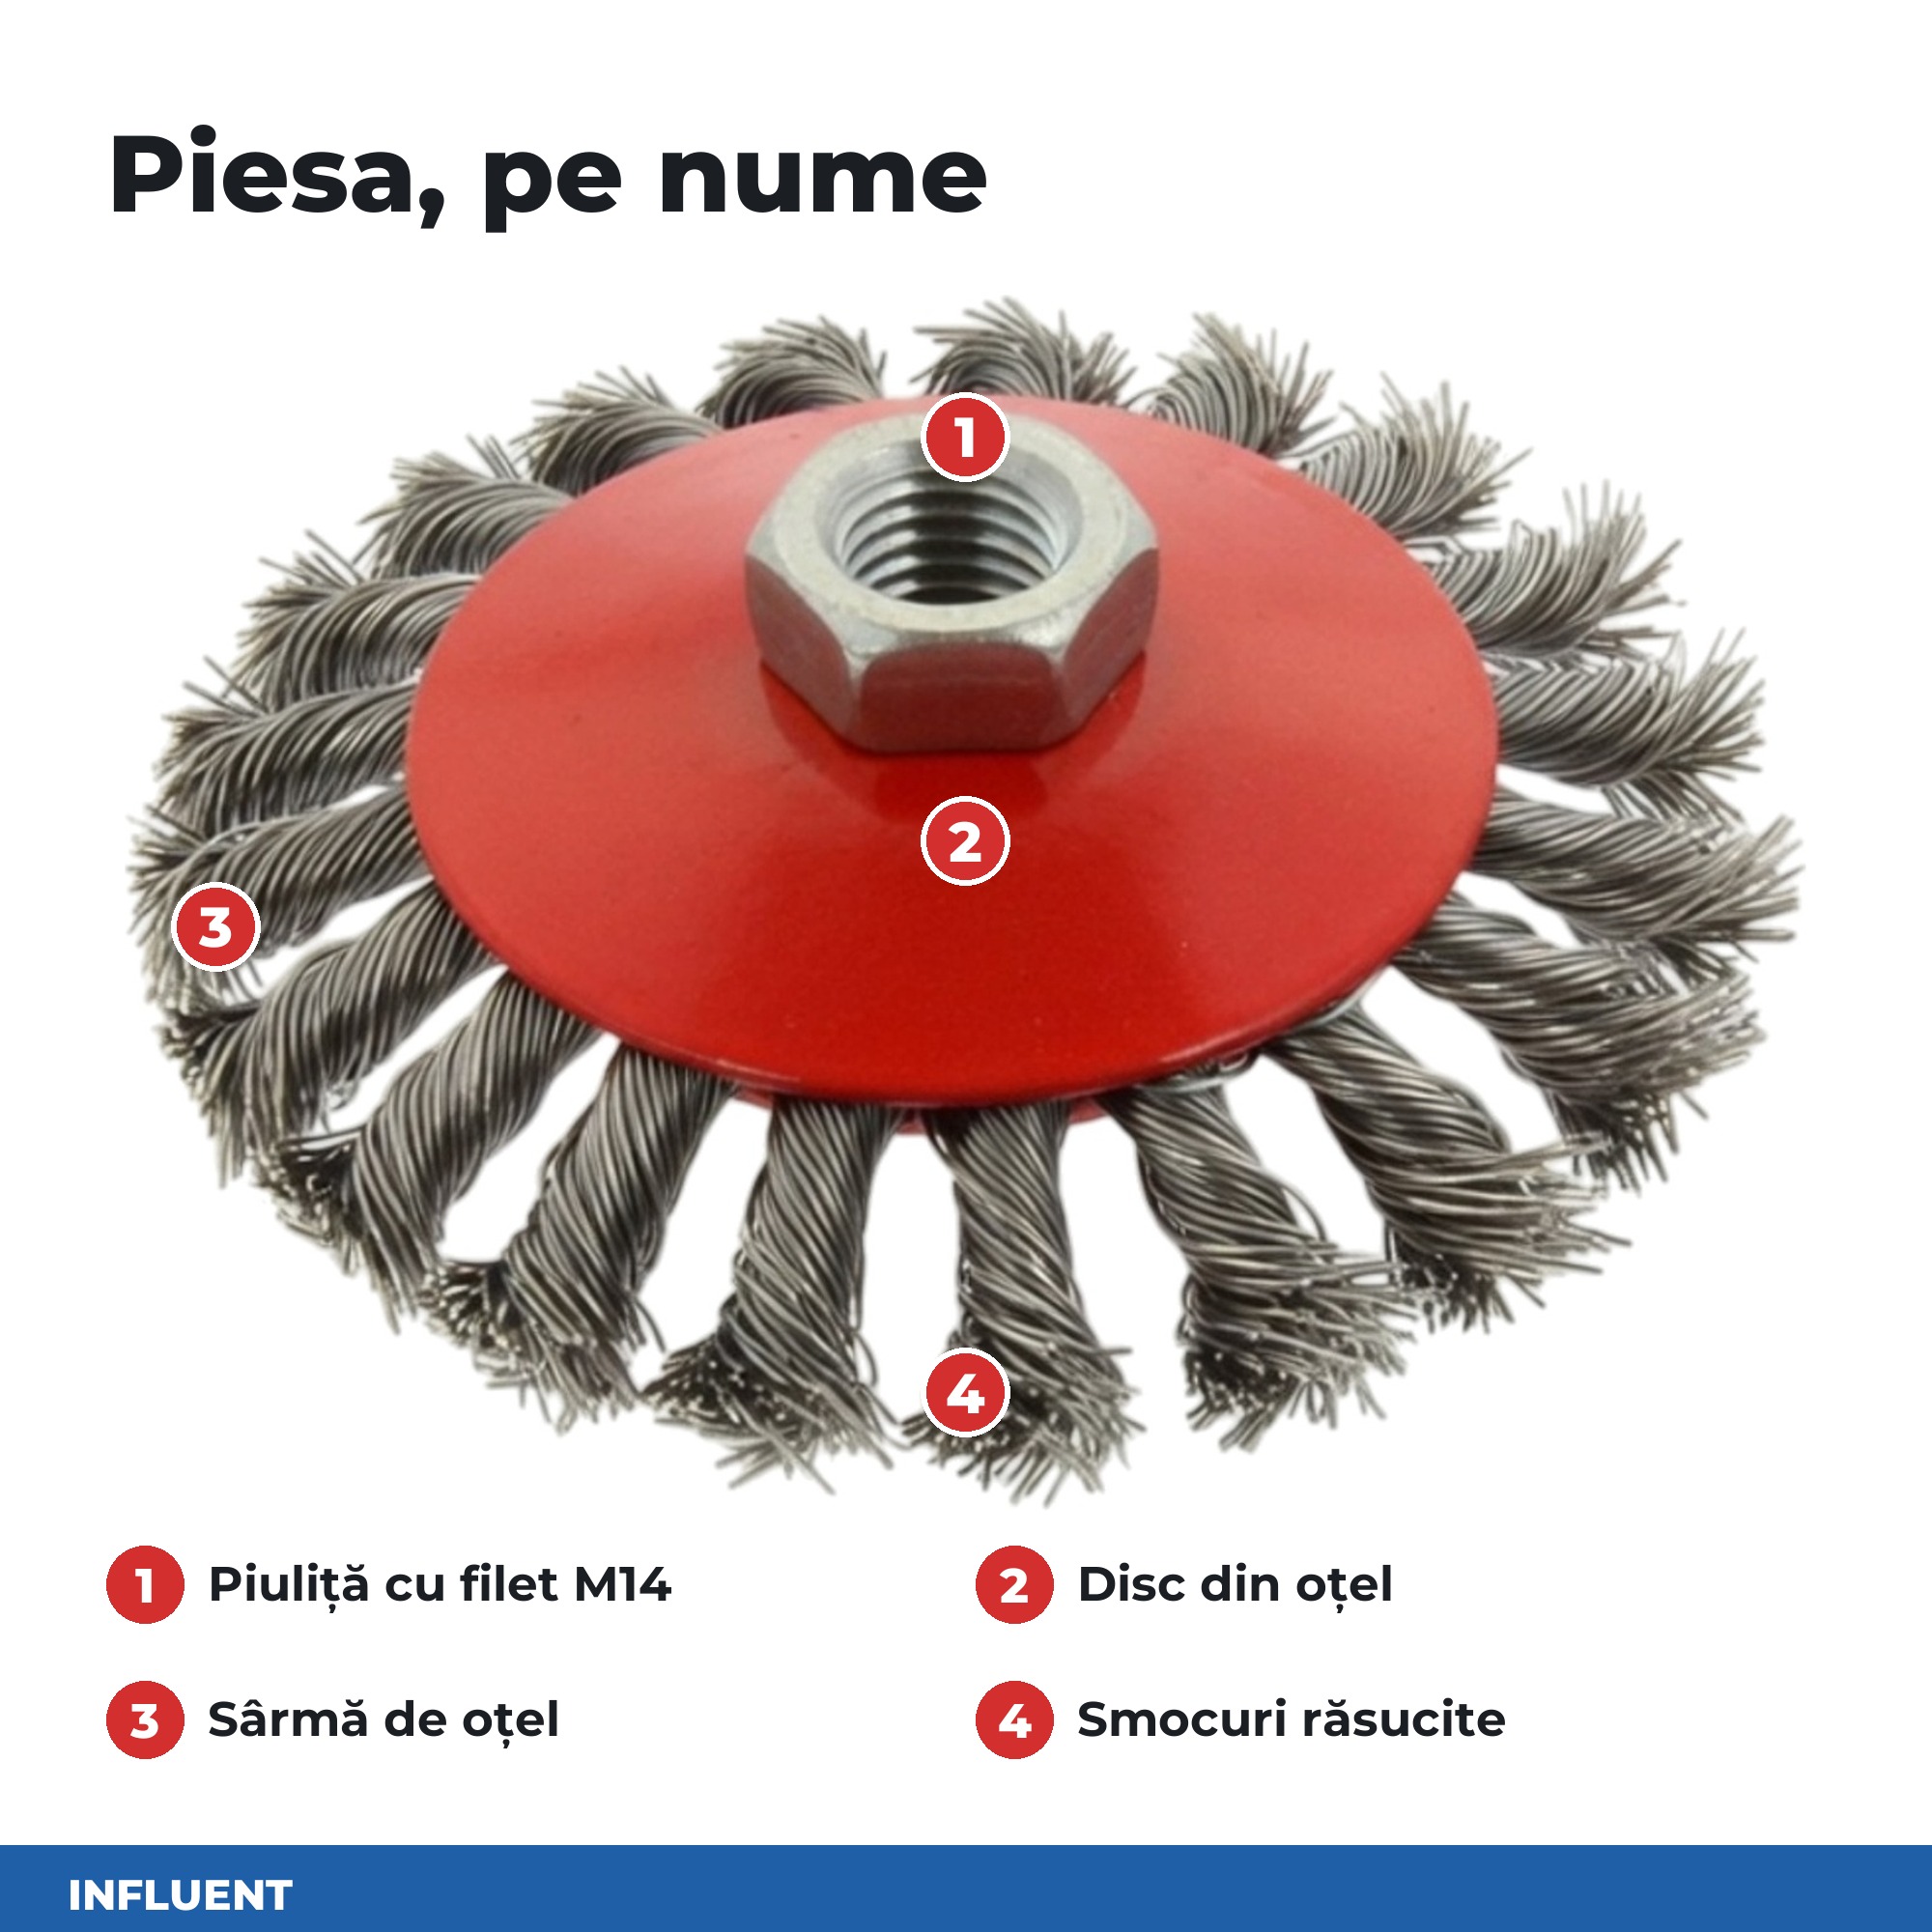 Piesa, pe nume
1
2
3
4
1 Piuliță cu filet M14
2 Disc din oțel
3 Sârmă de oțel
4 Smocuri răsucite
INFLUENT